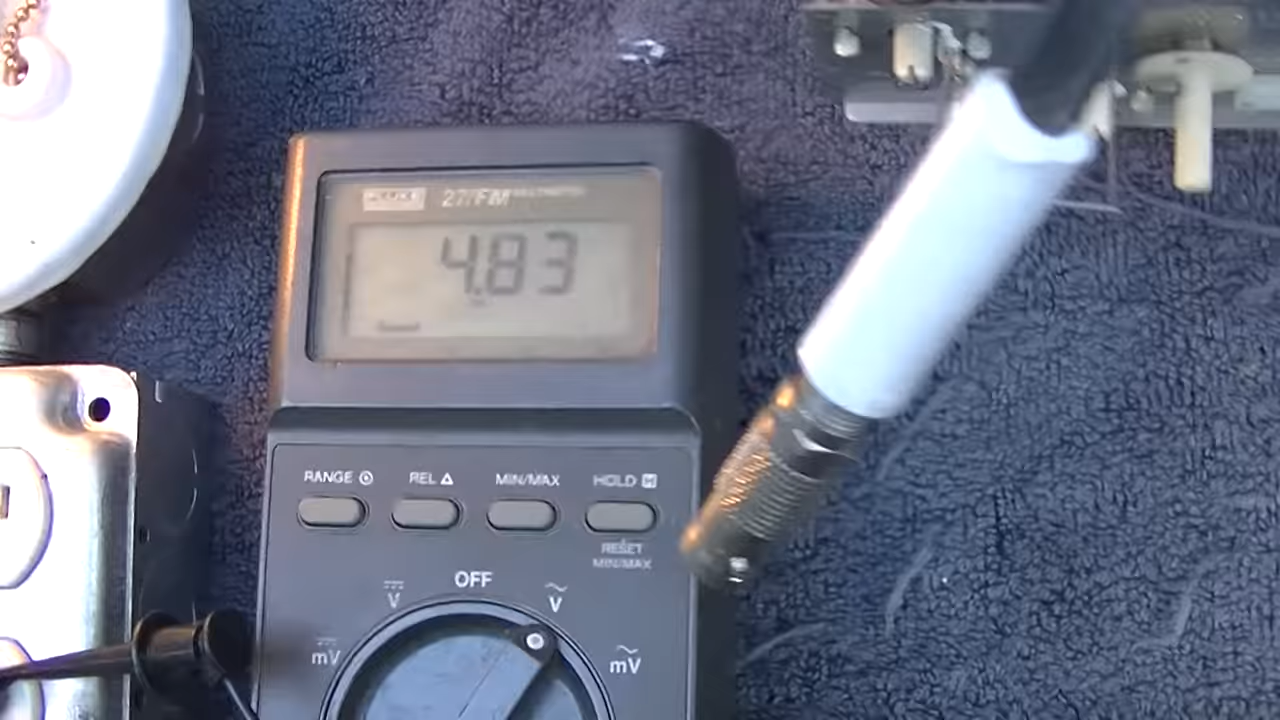 27/FM
4.83
RANGE REL △ MIN/MAX HOLD H
RESET
MIN/MAX
OFF
V V
mV mV